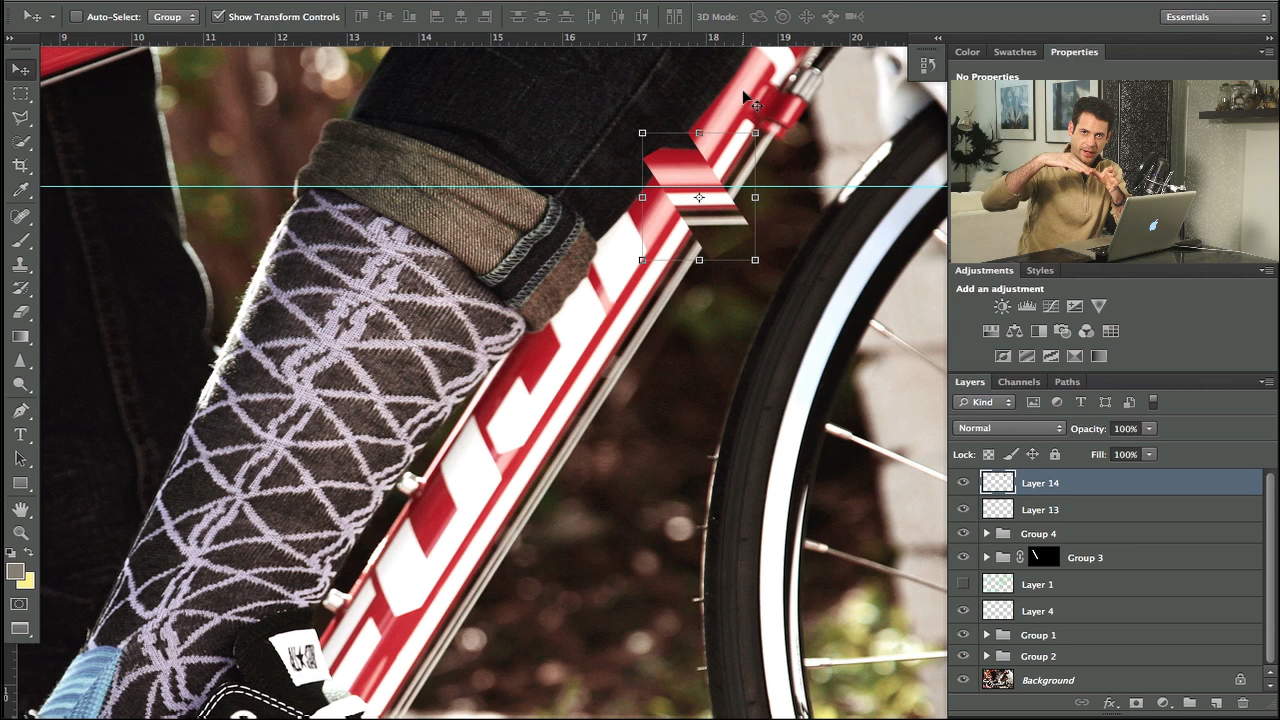 Auto-Select: Group Show Transform Controls 3D Mode: Essentials
9 10 11 12 13 14 15 16 17 18 19 20
Color Swatches Properties
No Properties
Adjustments Styles
Add an adjustment
Layers Channels Paths
Kind
Normal Opacity: 100%
Lock: Fill: 100%
Layer 14
Layer 13
Group 4
Group 3
Layer 1
Layer 4
Group 1
Group 2
Background
fx